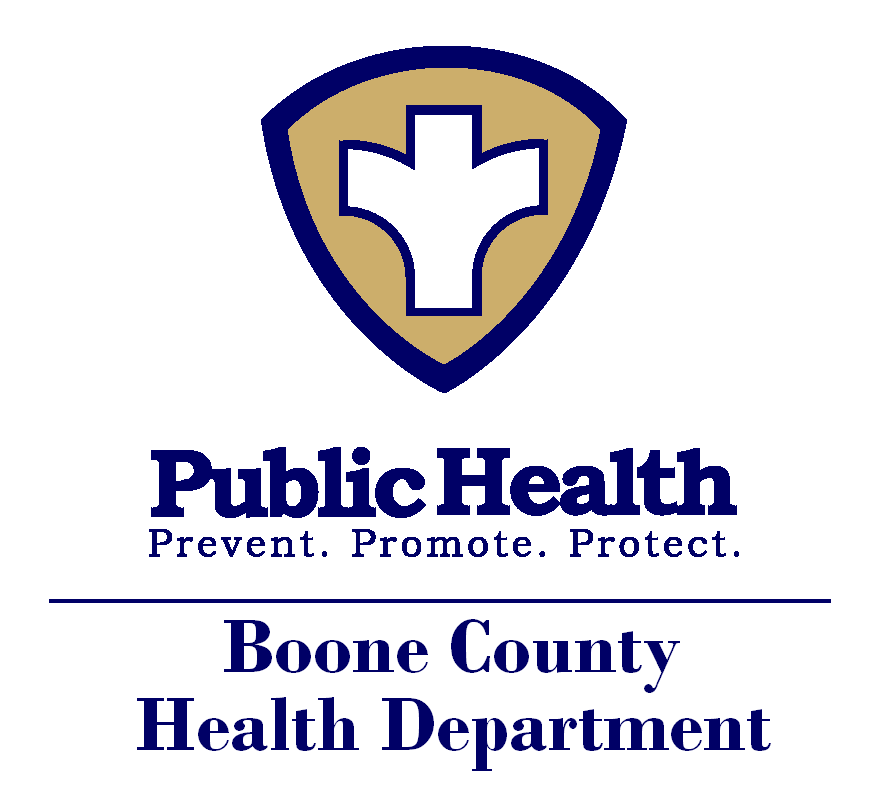 Public Health
Prevent. Promote. Protect.
Boone County
Health Department